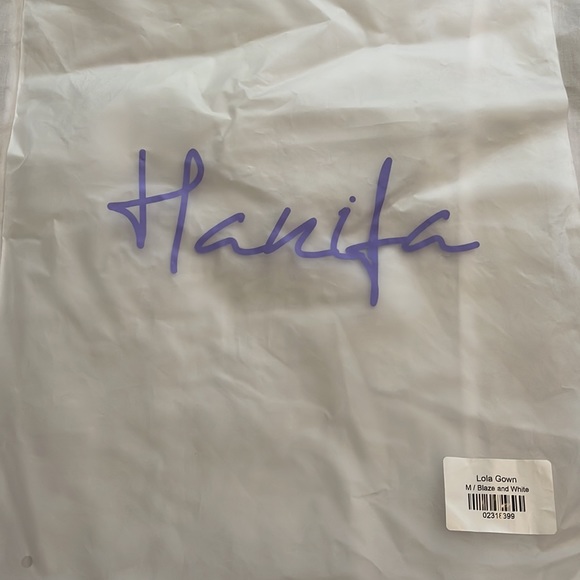 Hanifa
Lola Gown
M / Blaze and White